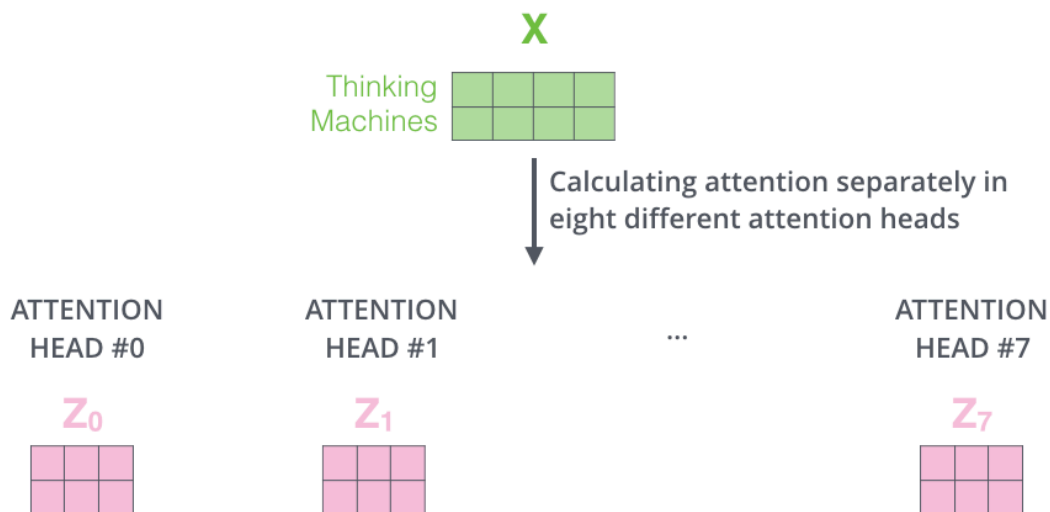 X
Thinking
Machines
Calculating attention separately in
eight different attention heads
ATTENTION
HEAD #0
ATTENTION
HEAD #1
...
ATTENTION
HEAD #7
Z0
Z1
Z7